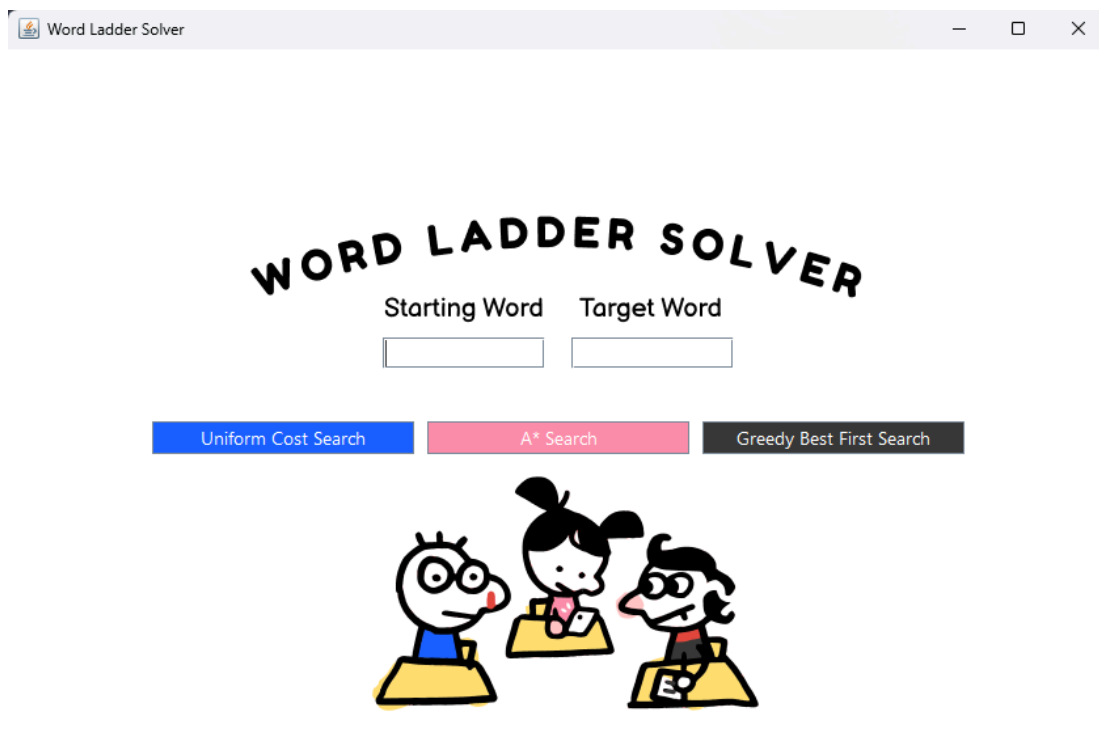 Word Ladder Solver
WORD LADDER SOLVER
Starting Word Target Word
Uniform Cost Search A* Search Greedy Best First Search